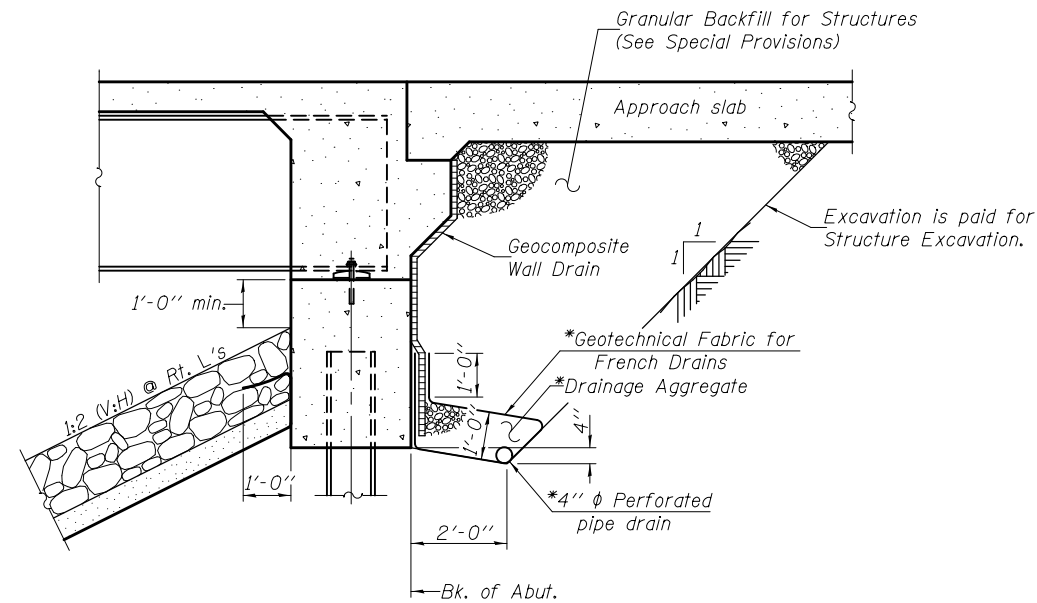 Granular Backfill for Structures
(See Special Provisions)
Approach slab
Excavation is paid for
Structure Excavation.
1
1
Geocomposite
Wall Drain
1'-0" min.
*Geotechnical Fabric for
French Drains
*Drainage Aggregate
1'-0"
1'-0"
4"
1:2 (V:H) @ Rt. L's
1'-0"
*4" ϕ Perforated
pipe drain
2'-0"
Bk. of Abut.